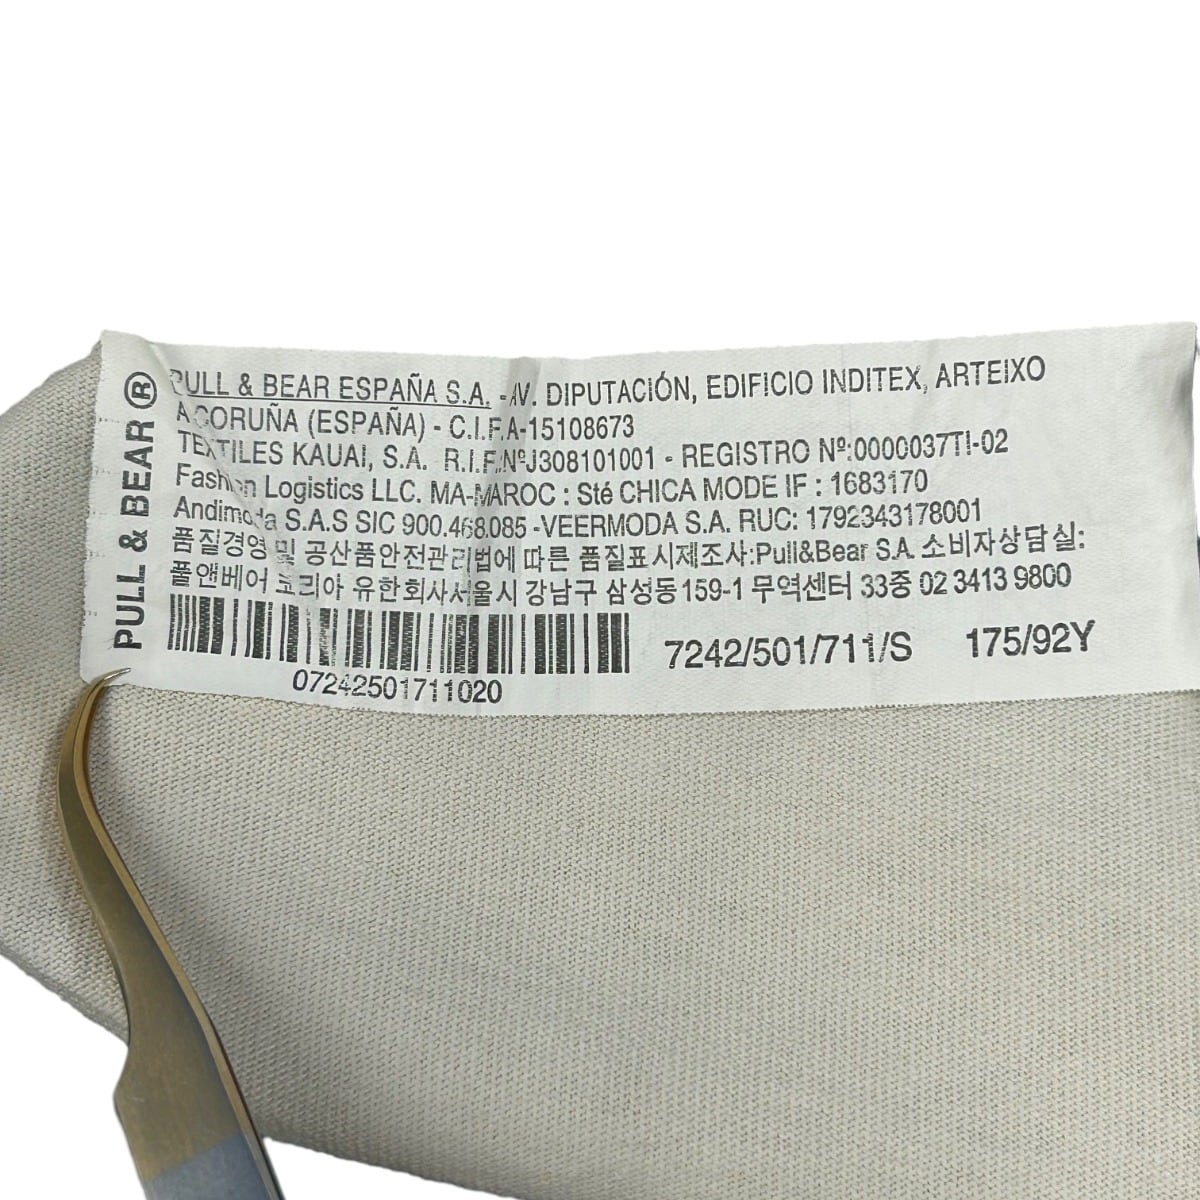 PULL & BEAR ®
PULL & BEAR ESPAÑA S.A. - AV. DIPUTACIÓN, EDIFICIO INDITEX, ARTEIXO
A CORUÑA (ESPAÑA) - C.I.F. A-15108673
TEXTILES KAUAI, S.A. R.I.F.:NºJ308101001 - REGISTRO Nº:0000037TI-02
Fashion Logistics LLC. MA-MAROC : Sté CHICA MODE IF : 1683170
Andimoda S.A.S SIC 900.468.085 -VEERMODA S.A. RUC: 1792343178001
품질경영 및 공산품안전관리법에 따른 품질표시제조사:Pull&Bear S.A. 소비자상담실:
풀앤베어 코리아 유한회사서울시 강남구 삼성동159-1 무역센터 33중 02 3413 9800
7242/501/711/S 175/92Y
07242501711020